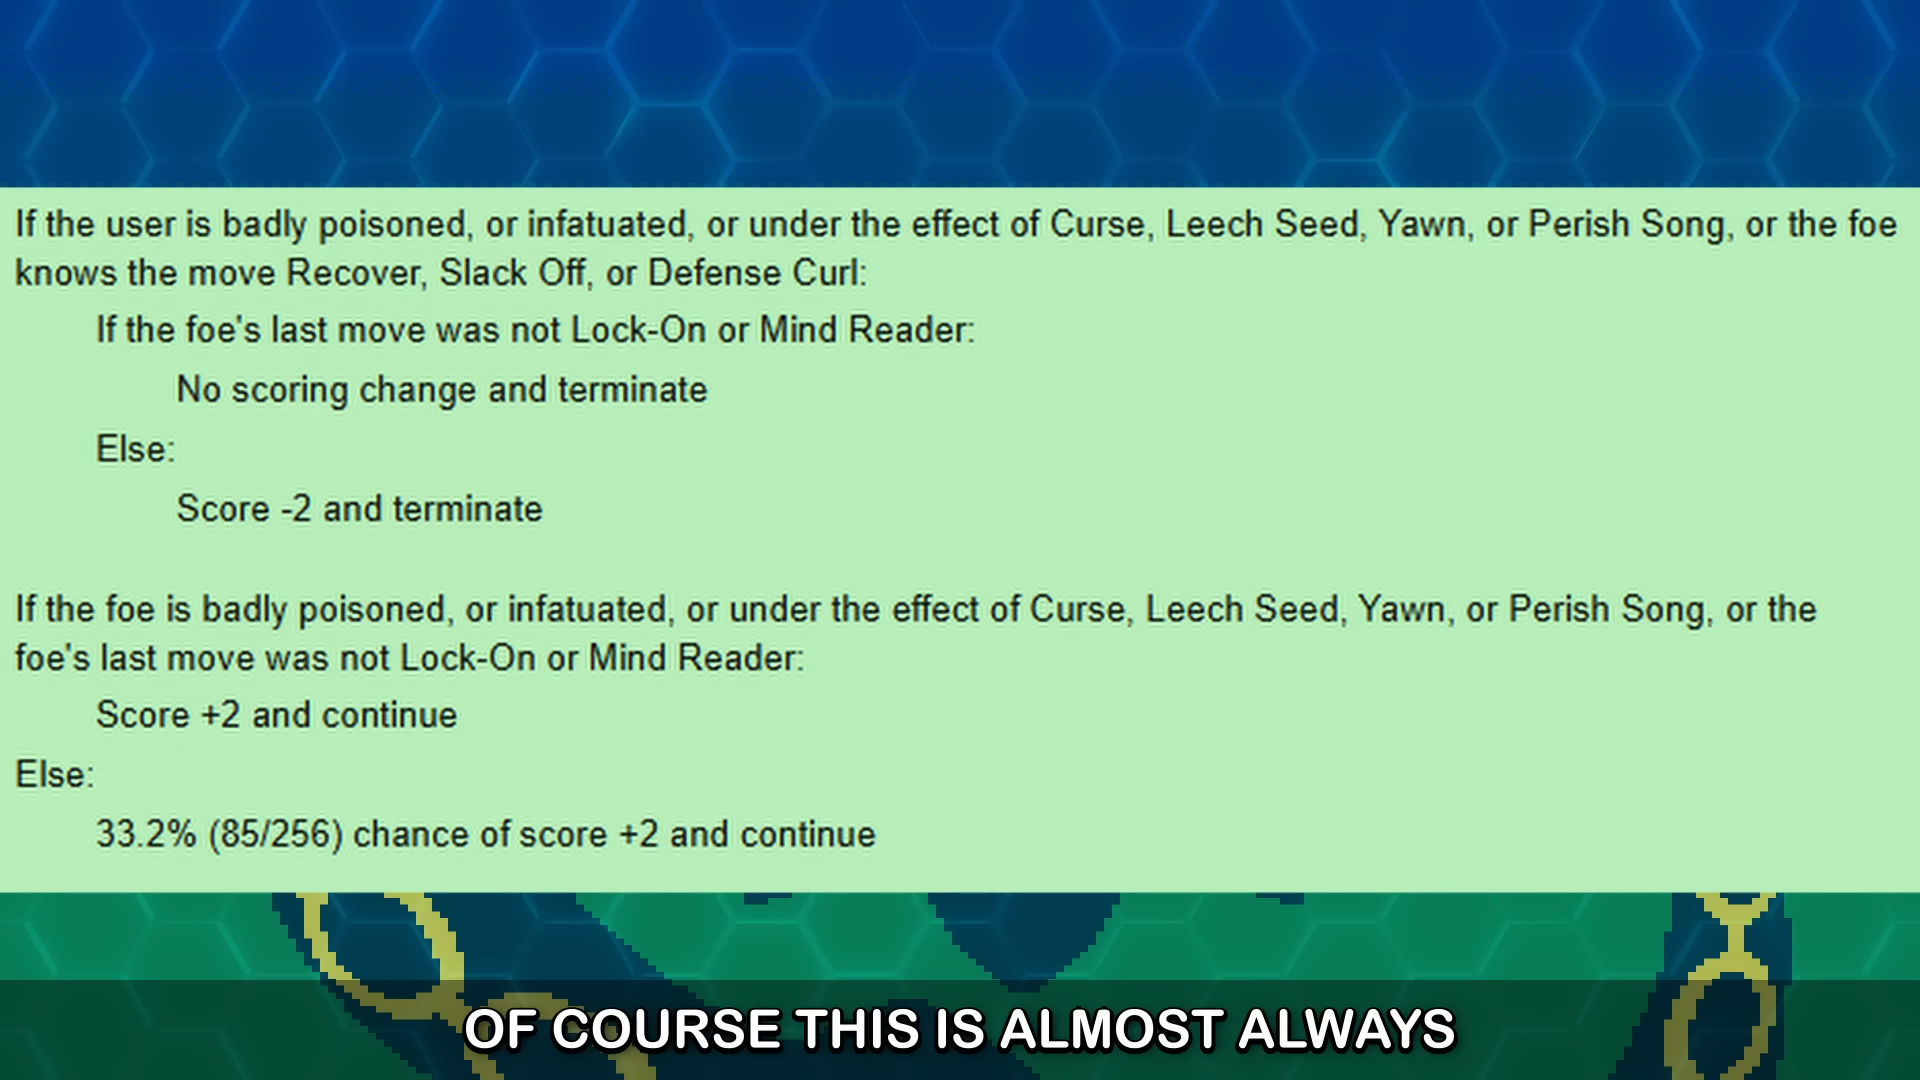 If the user is badly poisoned, or infatuated, or under the effect of Curse, Leech Seed, Yawn, or Perish Song, or the foe
knows the move Recover, Slack Off, or Defense Curl:
If the foe's last move was not Lock-On or Mind Reader:
No scoring change and terminate
Else:
Score -2 and terminate
If the foe is badly poisoned, or infatuated, or under the effect of Curse, Leech Seed, Yawn, or Perish Song, or the
foe's last move was not Lock-On or Mind Reader:
Score +2 and continue
Else:
33.2% (85/256) chance of score +2 and continue
OF COURSE THIS IS ALMOST ALWAYS